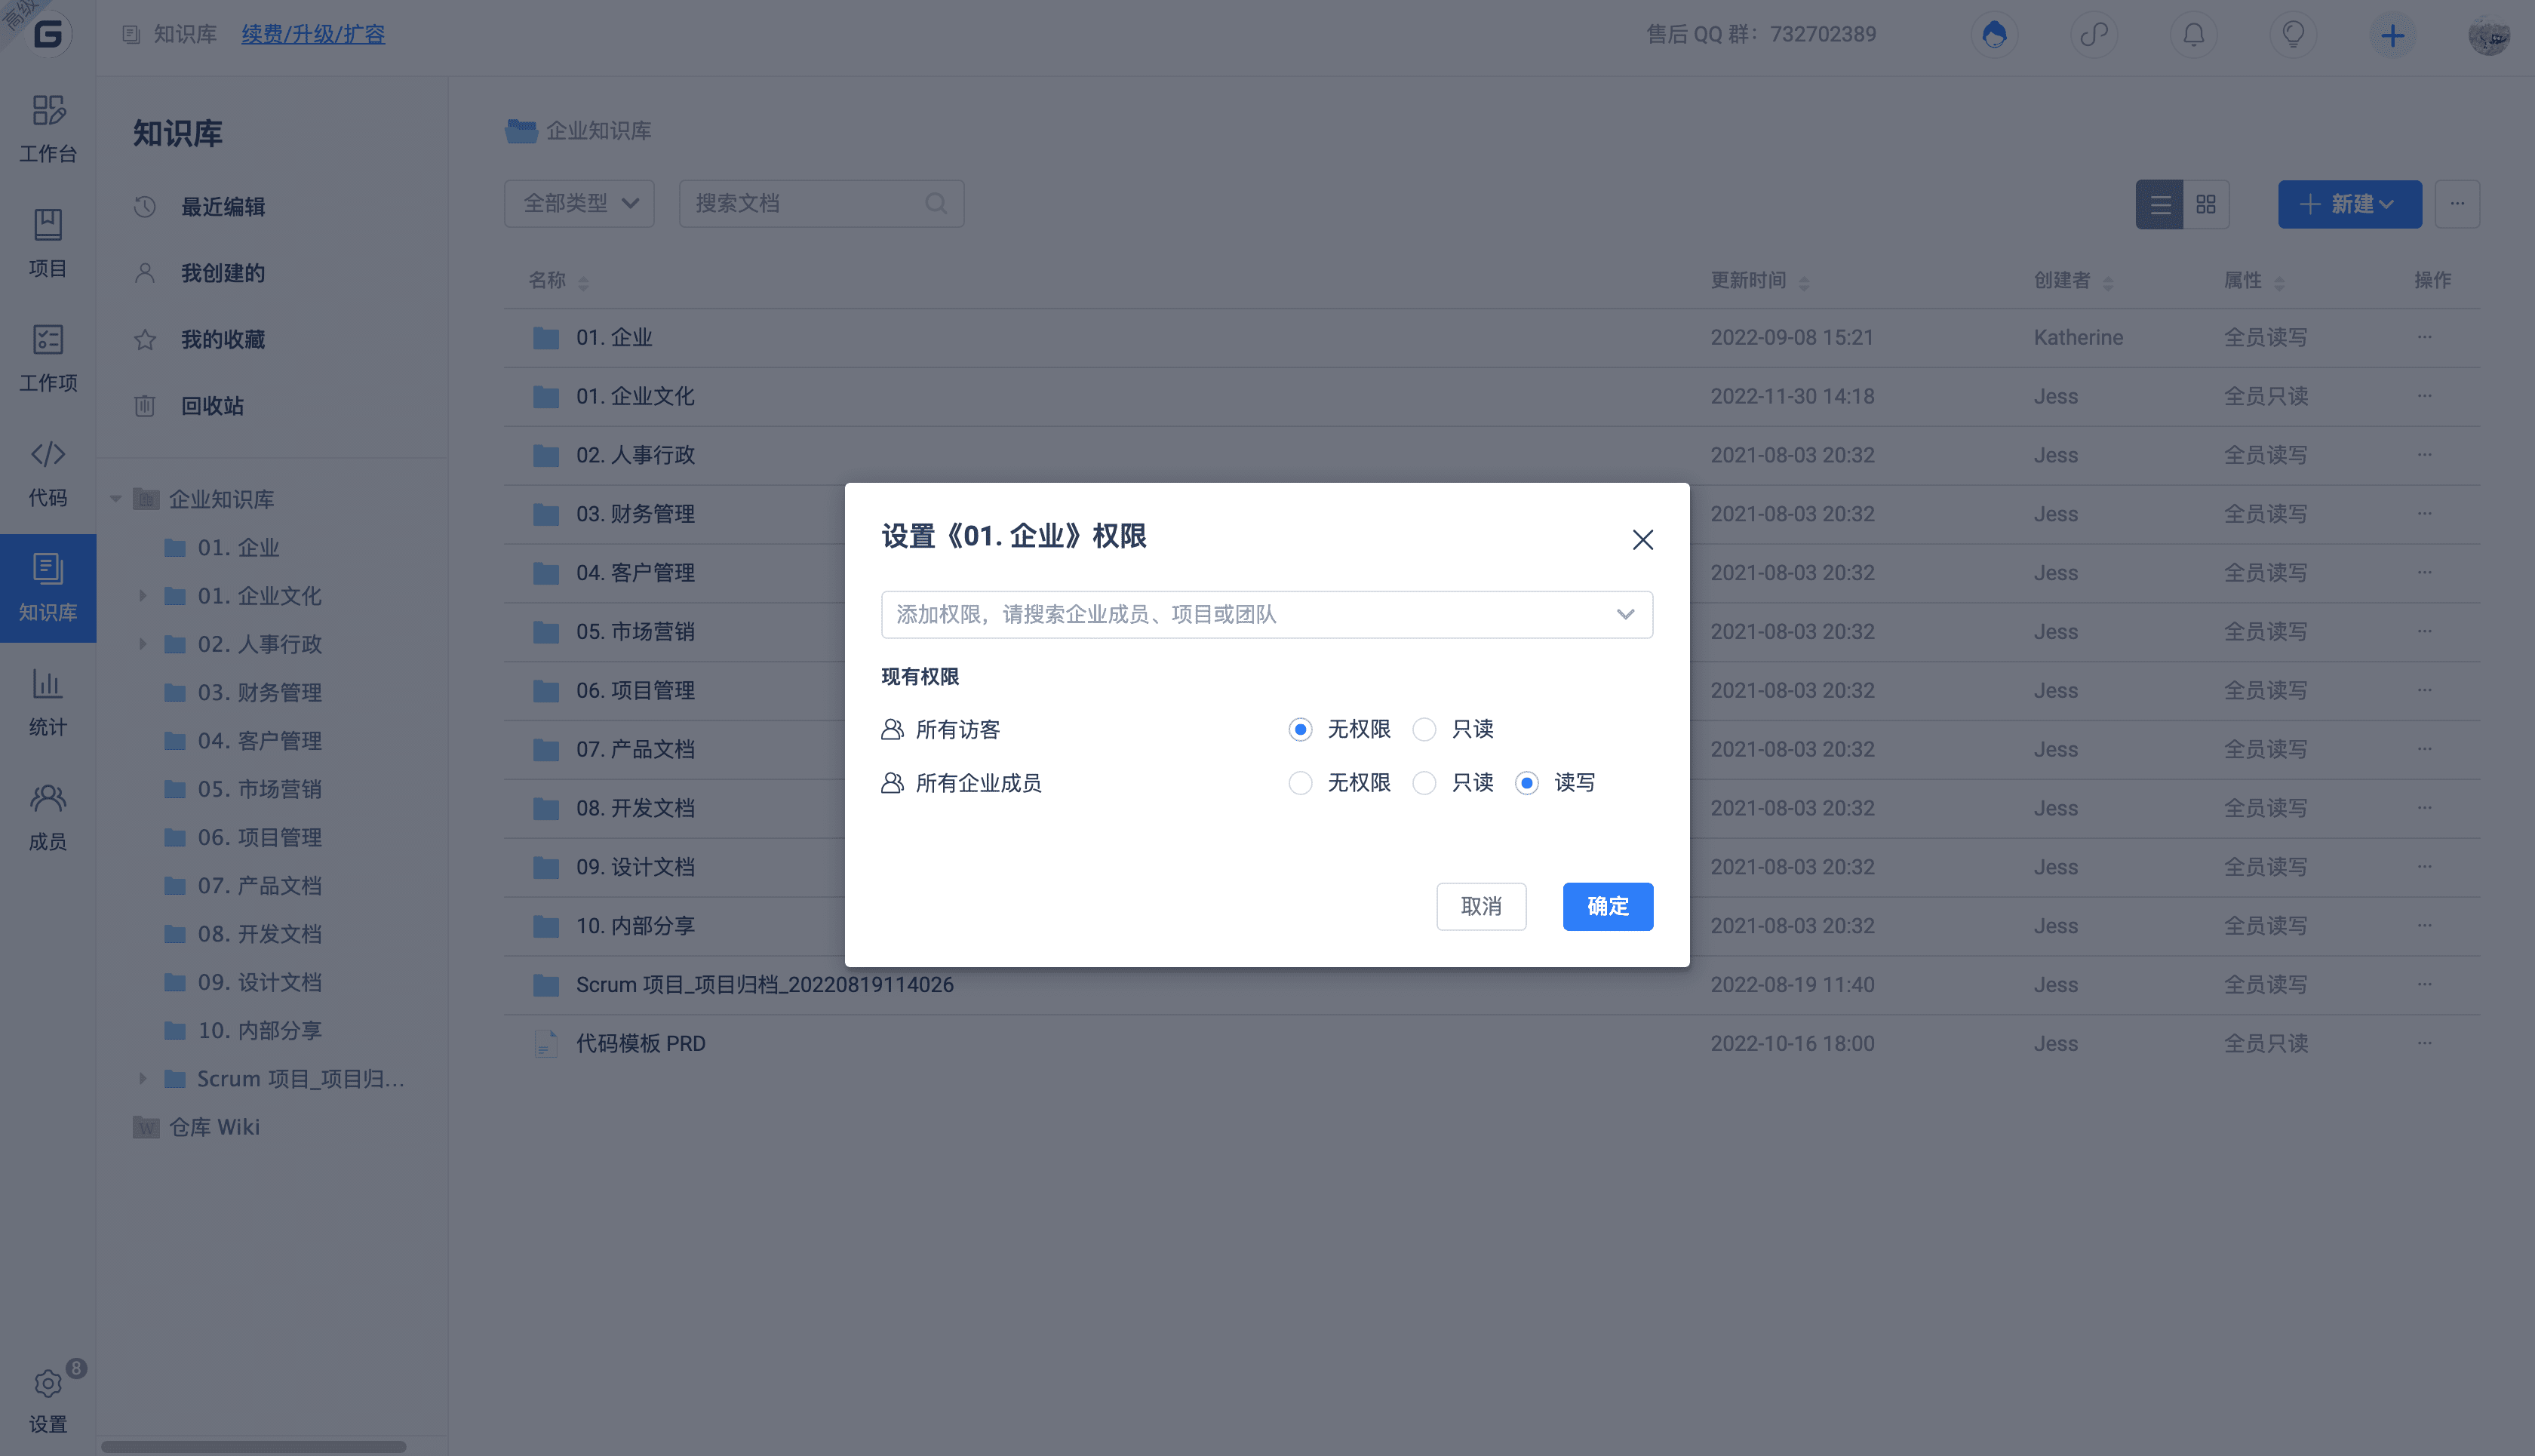 高级
知识库 续费/升级/扩容
售后 QQ 群：732702389
工作台
项目
工作项
代码
知识库
统计
成员
8
设置
知识库
最近编辑
我创建的
我的收藏
回收站
企业知识库
01. 企业
01. 企业文化
02. 人事行政
03. 财务管理
04. 客户管理
05. 市场营销
06. 项目管理
07. 产品文档
08. 开发文档
09. 设计文档
10. 内部分享
Scrum 项目_项目归...
仓库 Wiki
企业知识库
全部类型 搜索文档 新建 ...
名称 更新时间 创建者 属性 操作
01. 企业 2022-09-08 15:21 Katherine 全员读写 ...
01. 企业文化 2022-11-30 14:18 Jess 全员只读 ...
02. 人事行政 2021-08-03 20:32 Jess 全员读写 ...
03. 财务管理 2021-08-03 20:32 Jess 全员读写 ...
04. 客户管理 2021-08-03 20:32 Jess 全员读写 ...
05. 市场营销 2021-08-03 20:32 Jess 全员读写 ...
06. 项目管理 2021-08-03 20:32 Jess 全员读写 ...
07. 产品文档 2021-08-03 20:32 Jess 全员读写 ...
08. 开发文档 2021-08-03 20:32 Jess 全员读写 ...
09. 设计文档 2021-08-03 20:32 Jess 全员读写 ...
10. 内部分享 2021-08-03 20:32 Jess 全员读写 ...
Scrum 项目_项目归档_20220819114026 2022-08-19 11:40 Jess 全员读写 ...
代码模板 PRD 2022-10-16 18:00 Jess 全员只读 ...
设置《01. 企业》权限
添加权限，请搜索企业成员、项目或团队
现有权限
所有访客 无权限 只读
所有企业成员 无权限 只读 读写
取消 确定